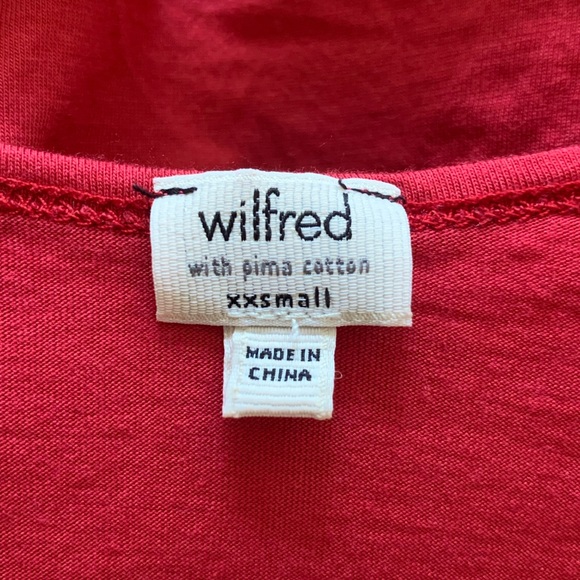 wilfred
with pima cotton
xxsmall
MADE IN
CHINA